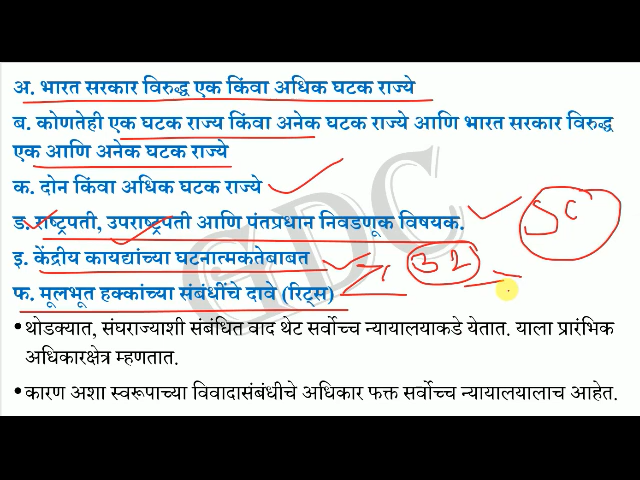 अ. भारत सरकार विरुद्ध एक किंवा अधिक घटक राज्ये
ब. कोणतेही एक घटक राज्य किंवा अनेक घटक राज्ये आणि भारत सरकार विरुद्ध
एक आणि अनेक घटक राज्ये
क. दोन किंवा अधिक घटक राज्ये
ड. राष्ट्रपती, उपराष्ट्रपती आणि पंतप्रधान निवडणूक विषयक.
SC
इ. केंद्रीय कायद्यांच्या घटनात्मकतेबाबत
32
फ. मूलभूत हक्कांच्या संबंधींचे दावे (रिट्स)
GDC
•थोडक्यात, संघराज्याशी संबंधित वाद थेट सर्वोच्च न्यायालयाकडे येतात. याला प्रारंभिक
अधिकारक्षेत्र म्हणतात.
•कारण अशा स्वरूपाच्या विवादासंबंधीचे अधिकार फक्त सर्वोच्च न्यायालयालाच आहेत.